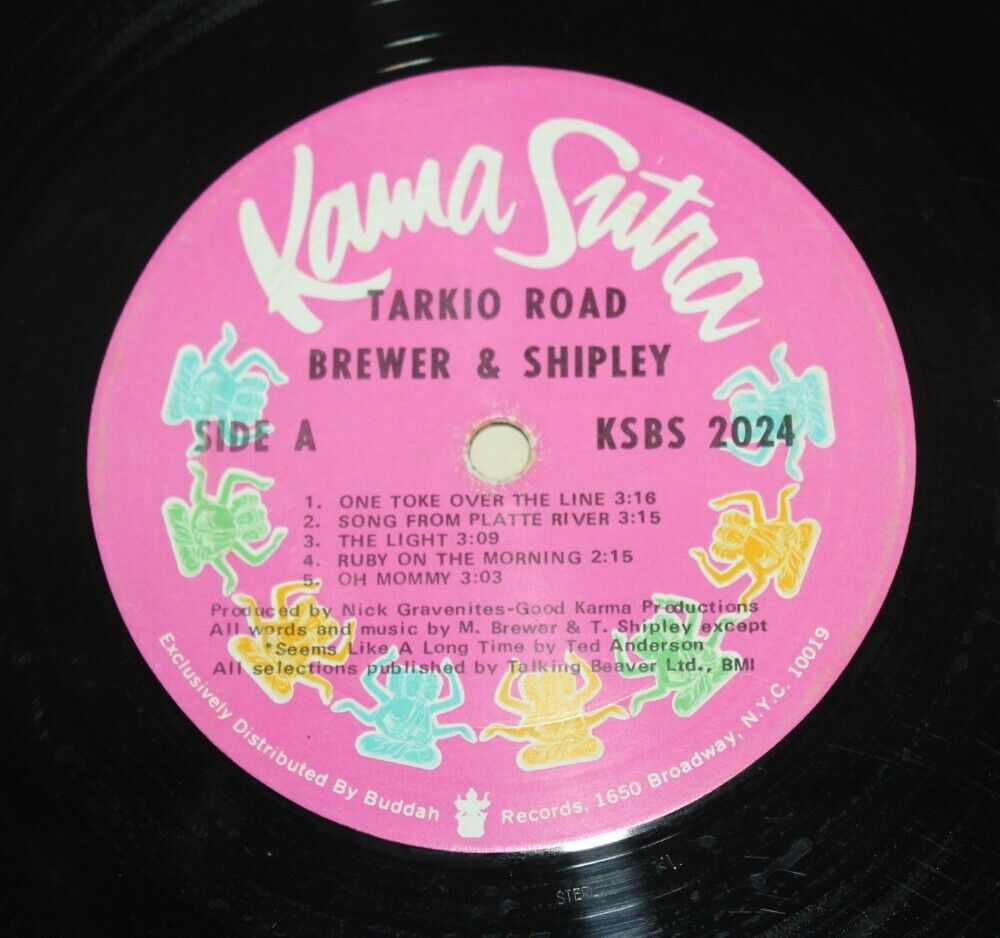 Kama Sutra
TARKIO ROAD
BREWER & SHIPLEY
SIDE A
KSBS 2024
1. ONE TOKE OVER THE LINE 3:16
2. SONG FROM PLATTE RIVER 3:15
3. THE LIGHT 3:09
4. RUBY ON THE MORNING 2:15
5. OH MOMMY 3:03
Produced by Nick Gravenites-Good Karma Productions
All words and music by M. Brewer & T. Shipley except
*Seems Like A Long Time by Ted Anderson
All selections published by Talking Beaver Ltd., BMI
Exclusively Distributed By Buddah Records, 1650 Broadway, N.Y.C. 10019